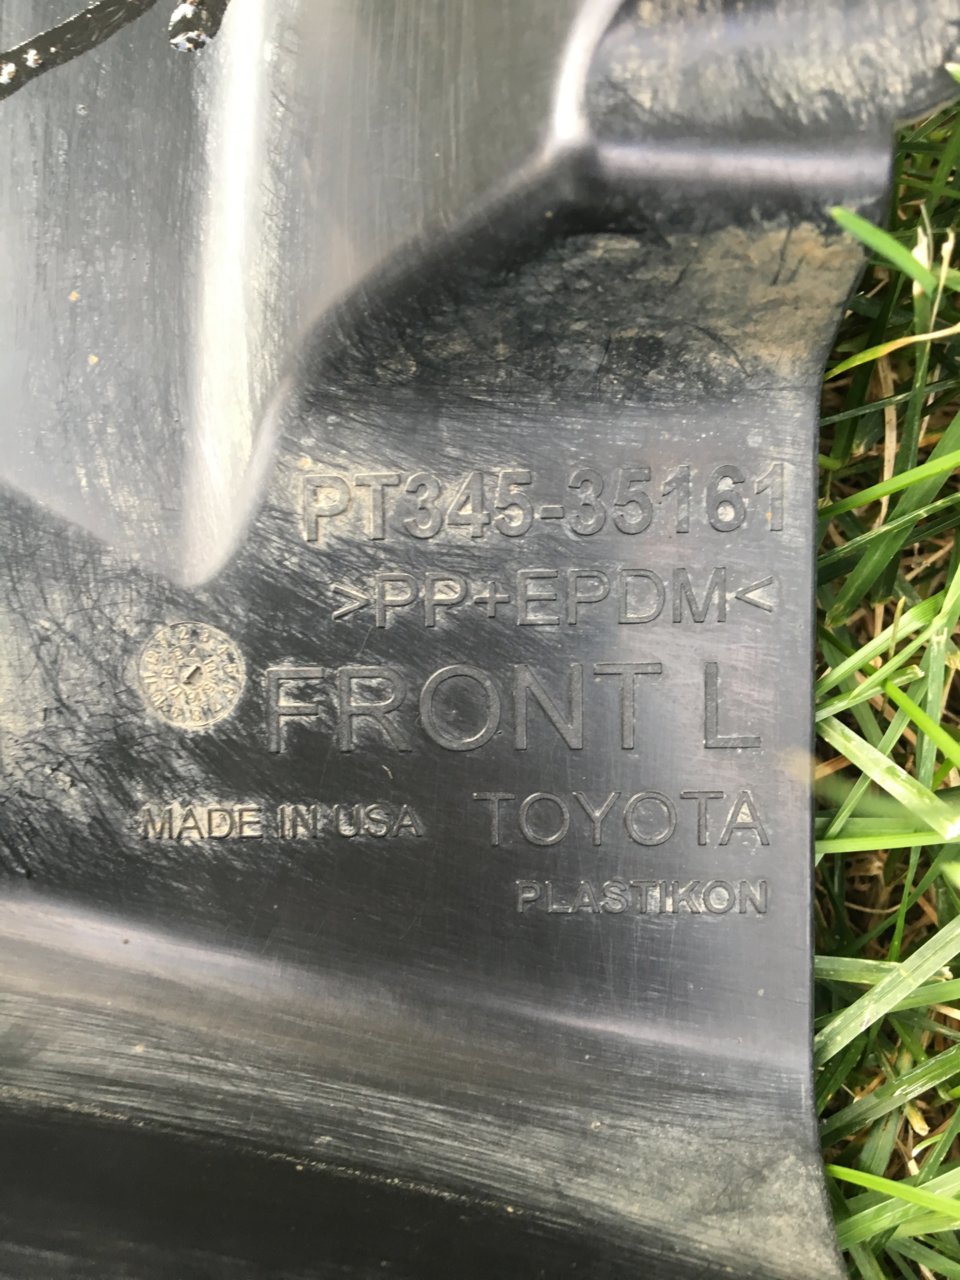 PT345-35161
>PP+EPDM<
FRONT L
MADE IN USA
TOYOTA
PLASTIKON